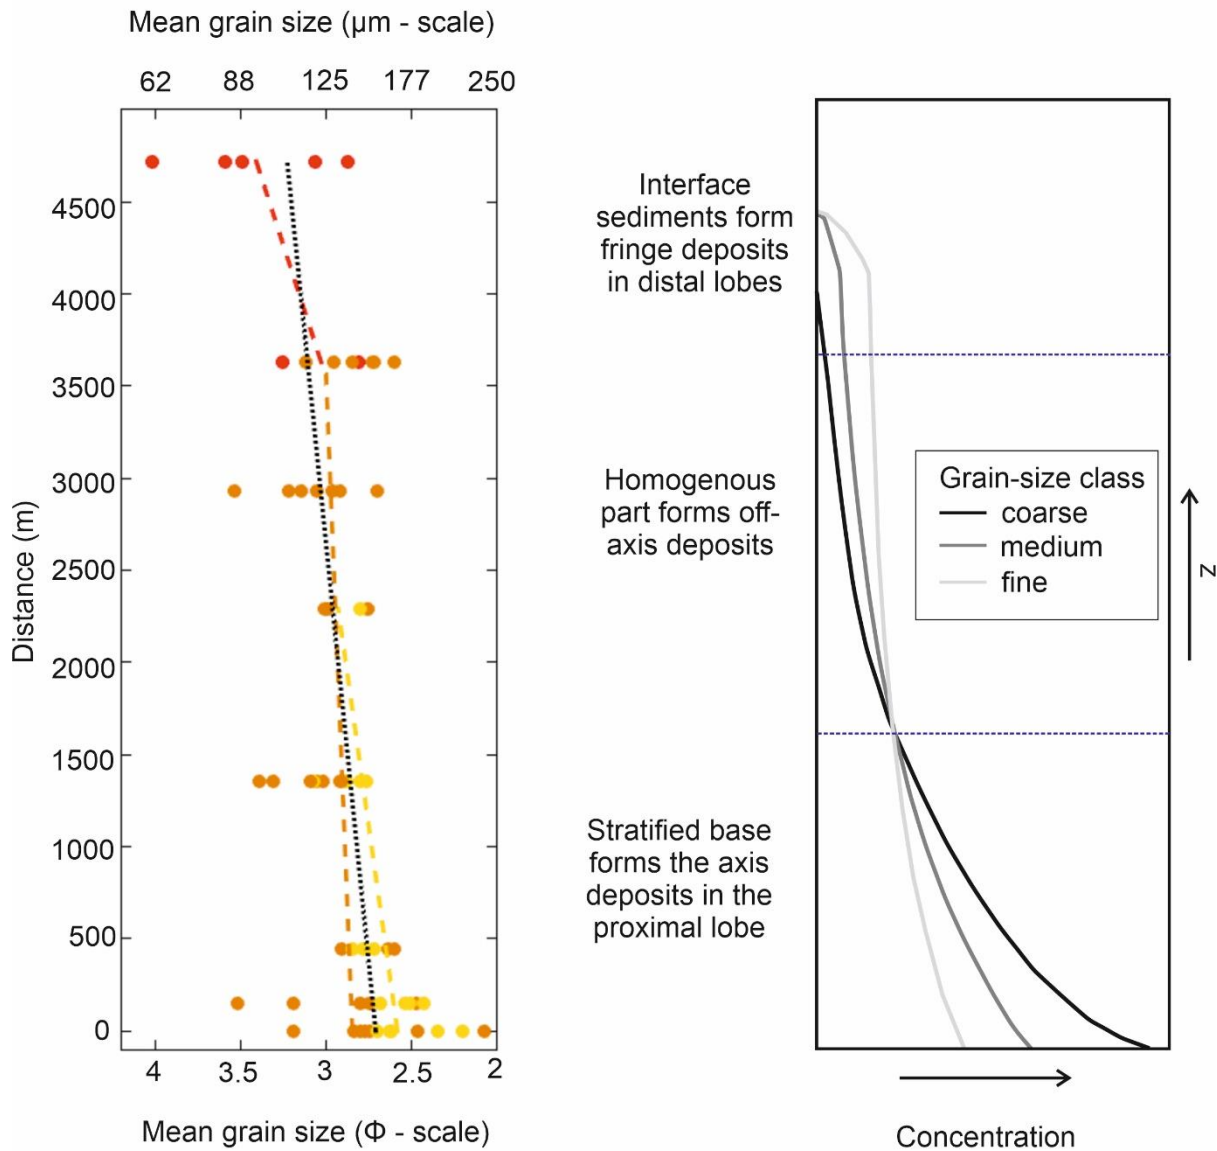 Mean grain size (µm - scale)
62 88 125 177 250
Distance (m)
4500
4000
3500
3000
2500
2000
1500
1000
500
0
4 3.5 3 2.5 2
Mean grain size (Φ - scale)
Interface
sediments form
fringe deposits
in distal lobes
Homogenous
part forms off-
axis deposits
Stratified base
forms the axis
deposits in the
proximal lobe
Grain-size class
coarse
medium
fine
z
Concentration